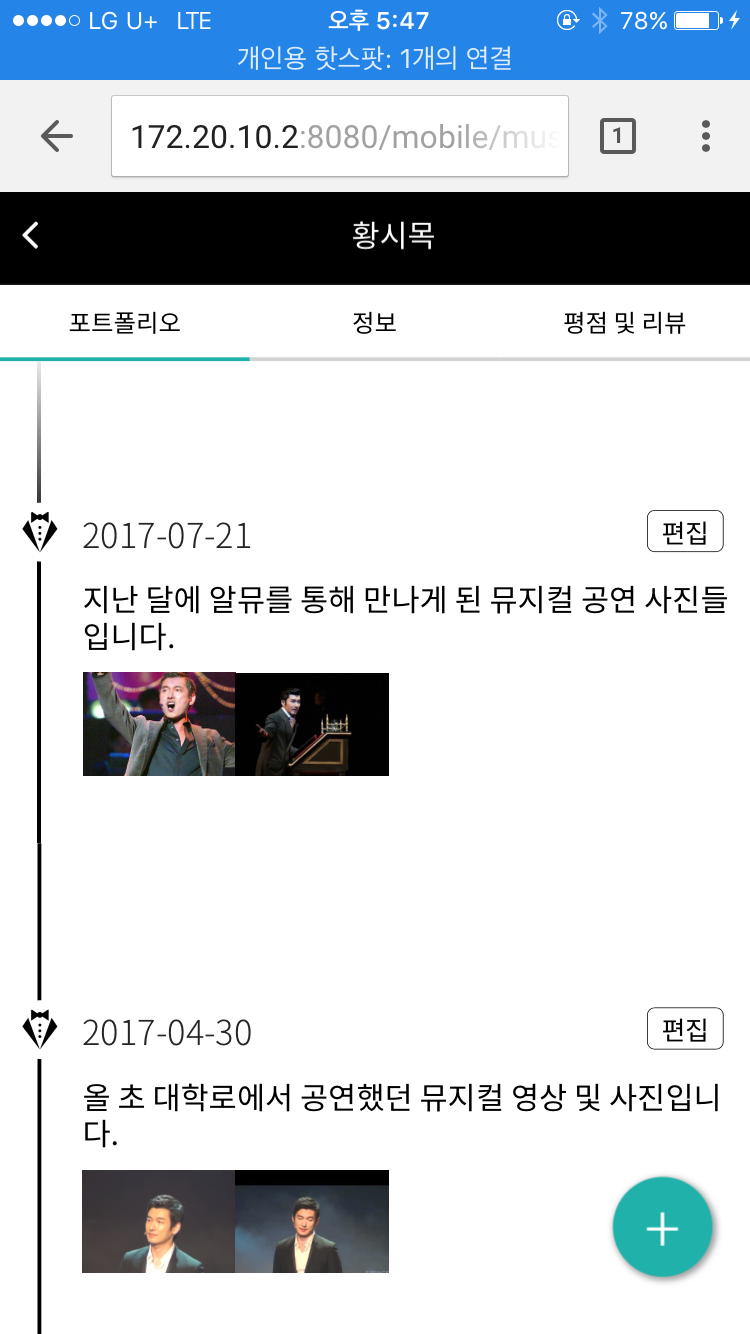 LG U+ LTE 오후 5:47 78%
개인용 핫스팟: 1개의 연결
172.20.10.2:8080/mobile/mus
1
황시목
포트폴리오 정보 평점 및 리뷰
2017-07-21 편집
지난 달에 알뮤를 통해 만나게 된 뮤지컬 공연 사진들
입니다.
2017-04-30 편집
올 초 대학로에서 공연했던 뮤지컬 영상 및 사진입니
다.